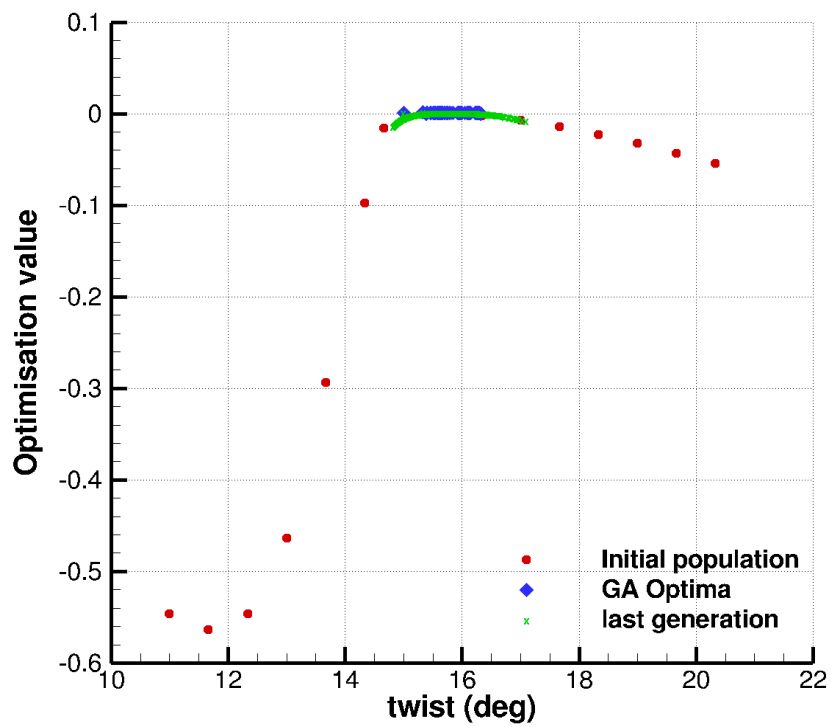 0.1
0
-0.1
-0.2
-0.3
-0.4
-0.5
-0.6
Optimisation value
Initial population
GA Optima
last generation
10 12 14 16 18 20 22
twist (deg)